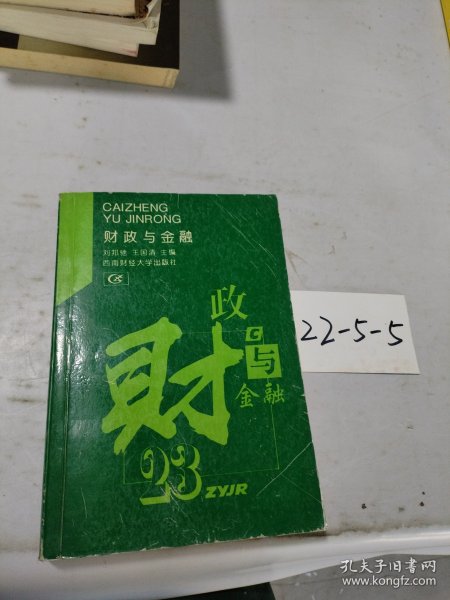 CAIZHENG
YU JINRONG
财政与金融
刘邦驰 王国清 主编
西南财经大学出版社
政
财
与
金融
23
ZYJR
22-5-5
孔夫子旧书网
www.kongfz.com